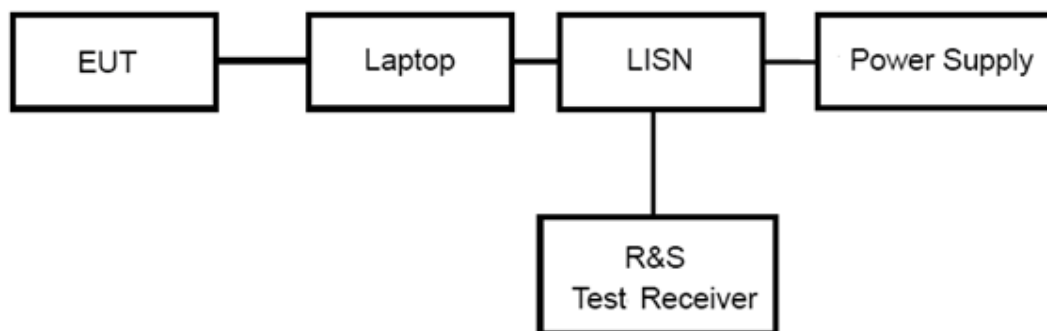 EUT
Laptop
LISN
Power Supply
R&S
Test Receiver